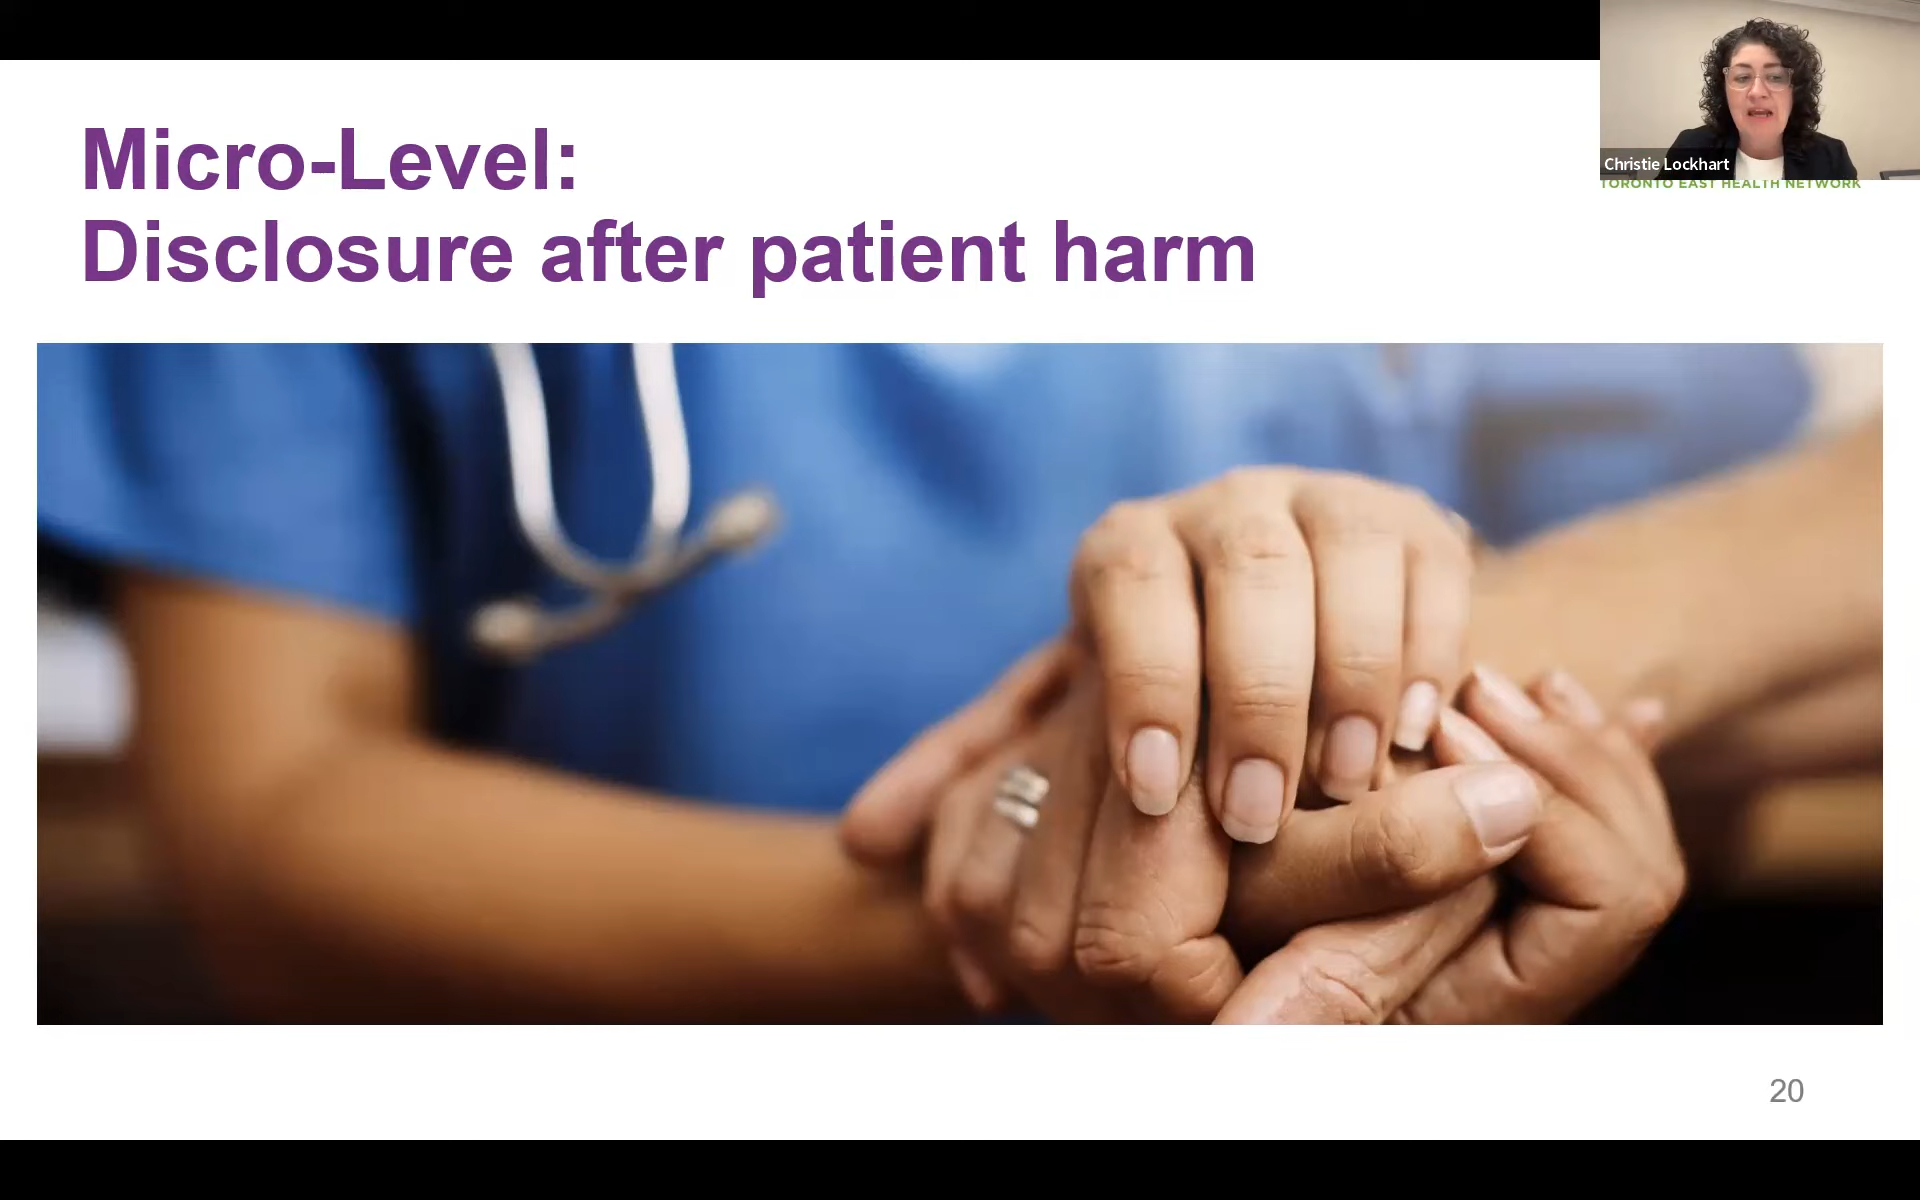 Micro-Level:
Disclosure after patient harm
Christie Lockhart
TORONTO EAST HEALTH NETWORK
20